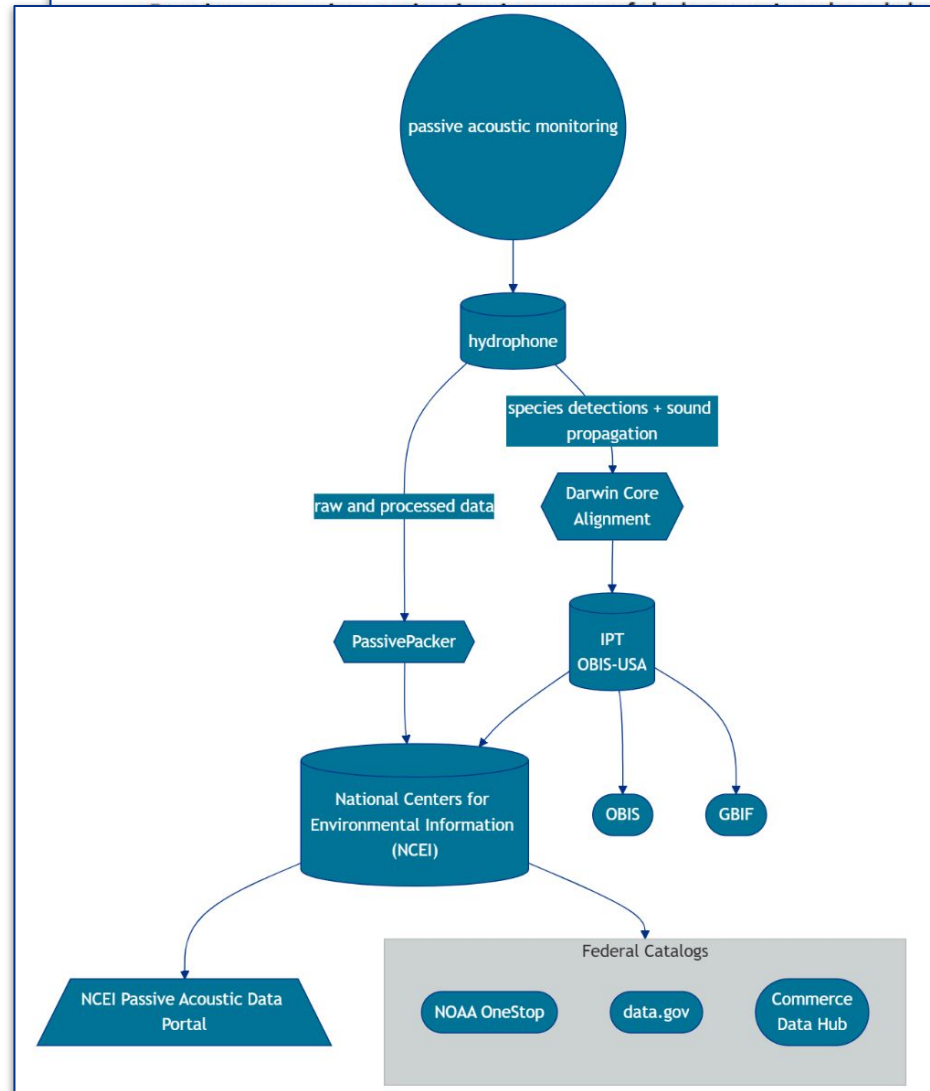 passive acoustic monitoring
hydrophone
species detections + sound
propagation
Darwin Core
Alignment
raw and processed data
PassivePacker
IPT
OBIS-USA
National Centers for
Environmental Information
(NCEI)
OBIS
GBIF
Federal Catalogs
NCEI Passive Acoustic Data
Portal
NOAA OneStop
data.gov
Commerce
Data Hub